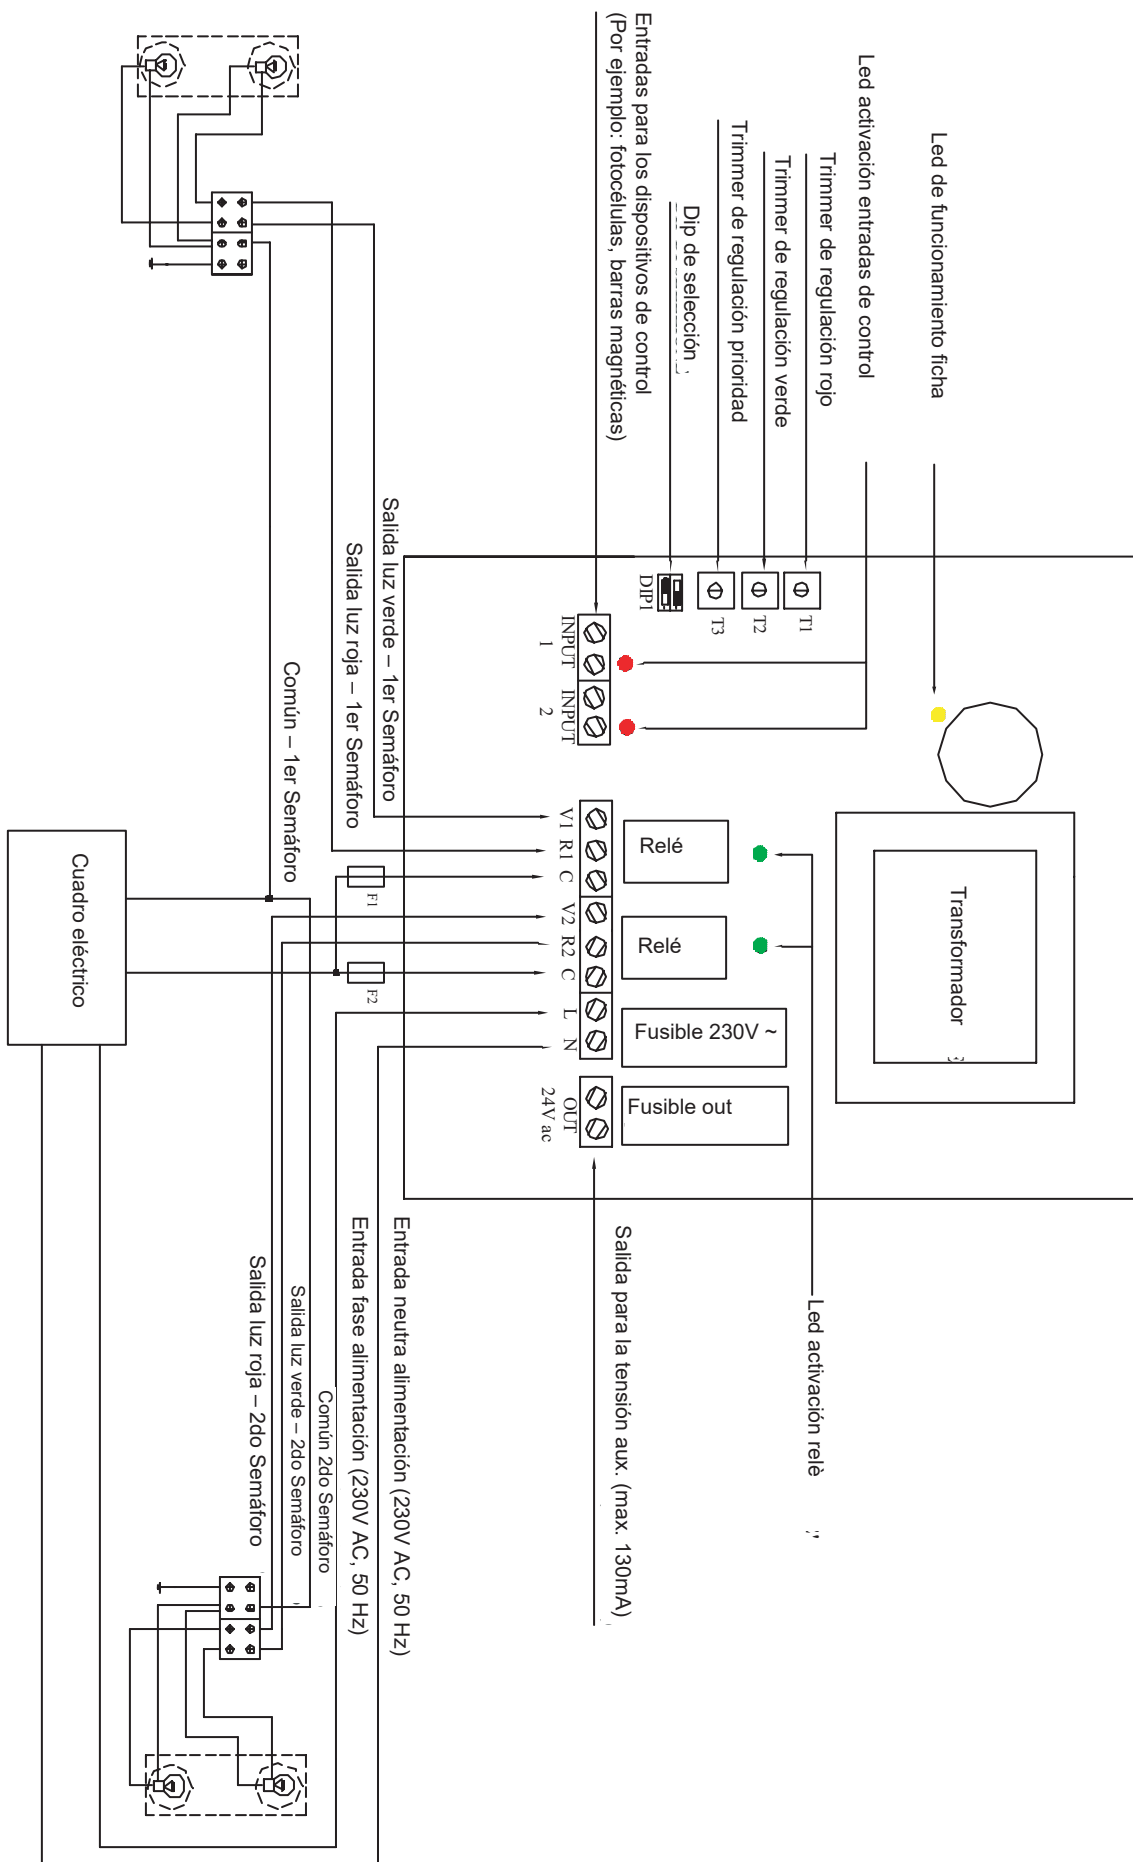 Led de funcionamiento ficha
Led activación entradas de control
Trimmer de regulación rojo
Trimmer de regulación verde
Trimmer de regulación prioridad
Dip de selección
Entradas para los dispositivos de control
(Por ejemplo: fotocélulas, barras magnéticas)
T1
T2
T3
DIP1
INPUT
1
INPUT
2
Transformador
Relé
Relé
Fusible 230V ~
Fusible out
V1
R1
C
V2
R2
C
L
N
OUT
24V ac
F1
F2
Salida luz verde – 1er Semáforo
Salida luz roja – 1er Semáforo
Común – 1er Semáforo
Cuadro eléctrico
Led activación relè
Salida para la tensión aux. (max. 130mA)
Entrada neutra alimentación (230V AC, 50 Hz)
Entrada fase alimentación (230V AC, 50 Hz)
Común 2do Semáforo
Salida luz verde – 2do Semáforo
Salida luz roja – 2do Semáforo